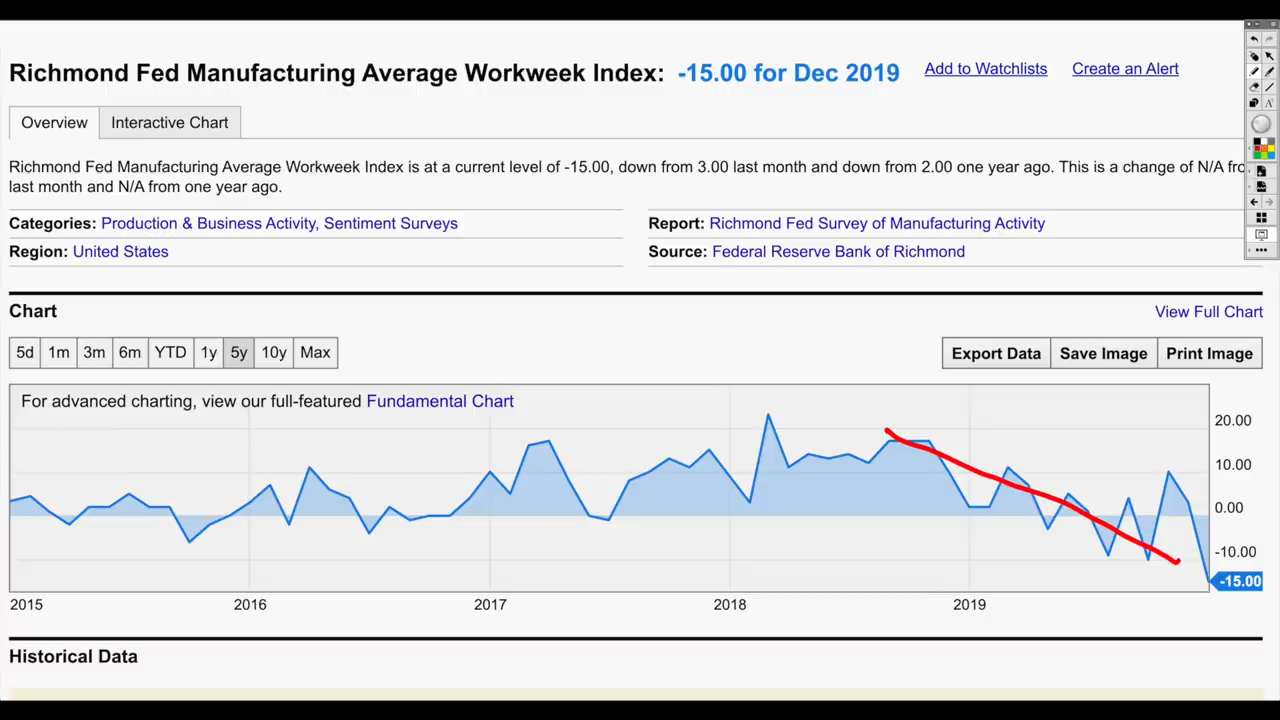 Richmond Fed Manufacturing Average Workweek Index: -15.00 for Dec 2019 Add to Watchlists Create an Alert
Overview Interactive Chart
Richmond Fed Manufacturing Average Workweek Index is at a current level of -15.00, down from 3.00 last month and down from 2.00 one year ago. This is a change of N/A fro
last month and N/A from one year ago.
Categories: Production & Business Activity, Sentiment Surveys
Report: Richmond Fed Survey of Manufacturing Activity
Region: United States
Source: Federal Reserve Bank of Richmond
Chart
View Full Chart
5d 1m 3m 6m YTD 1y 5y 10y Max
Export Data Save Image Print Image
For advanced charting, view our full-featured Fundamental Chart
20.00
10.00
0.00
-10.00
-15.00
2015 2016 2017 2018 2019
Historical Data